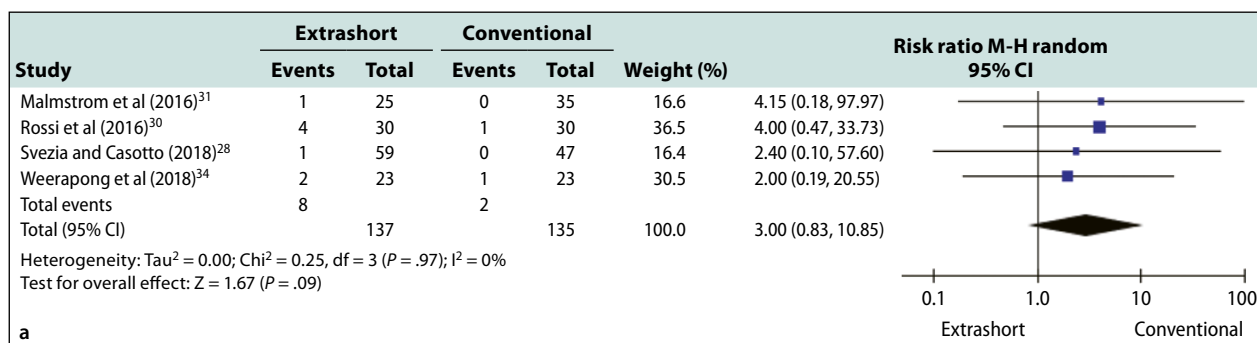 Extrashort Conventional
Risk ratio M-H random
Study Events Total Events Total Weight (%) 95% CI
Malmstrom et al (2016)31 1 25 0 35 16.6 4.15 (0.18, 97.97)
Rossi et al (2016)30 4 30 1 30 36.5 4.00 (0.47, 33.73)
Svezia and Casotto (2018)28 1 59 0 47 16.4 2.40 (0.10, 57.60)
Weerapong et al (2018)34 2 23 1 23 30.5 2.00 (0.19, 20.55)
Total events 8 2
Total (95% CI) 137 135 100.0 3.00 (0.83, 10.85)
Heterogeneity: Tau2 = 0.00; Chi2 = 0.25, df = 3 (P = .97); I2 = 0%
Test for overall effect: Z = 1.67 (P = .09)
0.1 1.0 10 100
a Extrashort Conventional